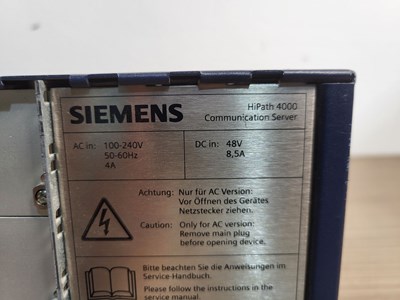 SIEMENS
HiPath 4000
Communication Server
AC in: 100-240V
50-60Hz
4A
DC in: 48V
8,5A
Achtung: Nur für AC Version:
Vor Öffnen des Gerätes
Netzstecker ziehen.
Caution: Only for AC version:
Remove main plug
before opening device.
Bitte beachten Sie die Anweisungen im
Service Handbuch.
Please follow the instructions in the
service manual.